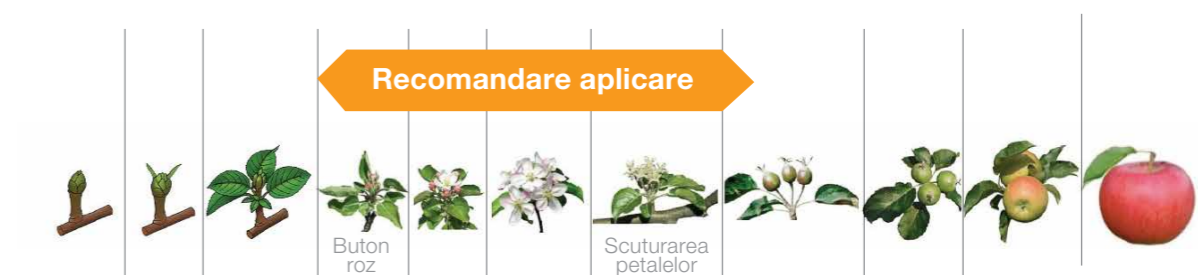 Recomandare aplicare
Buton
roz
Scuturarea
petalelor